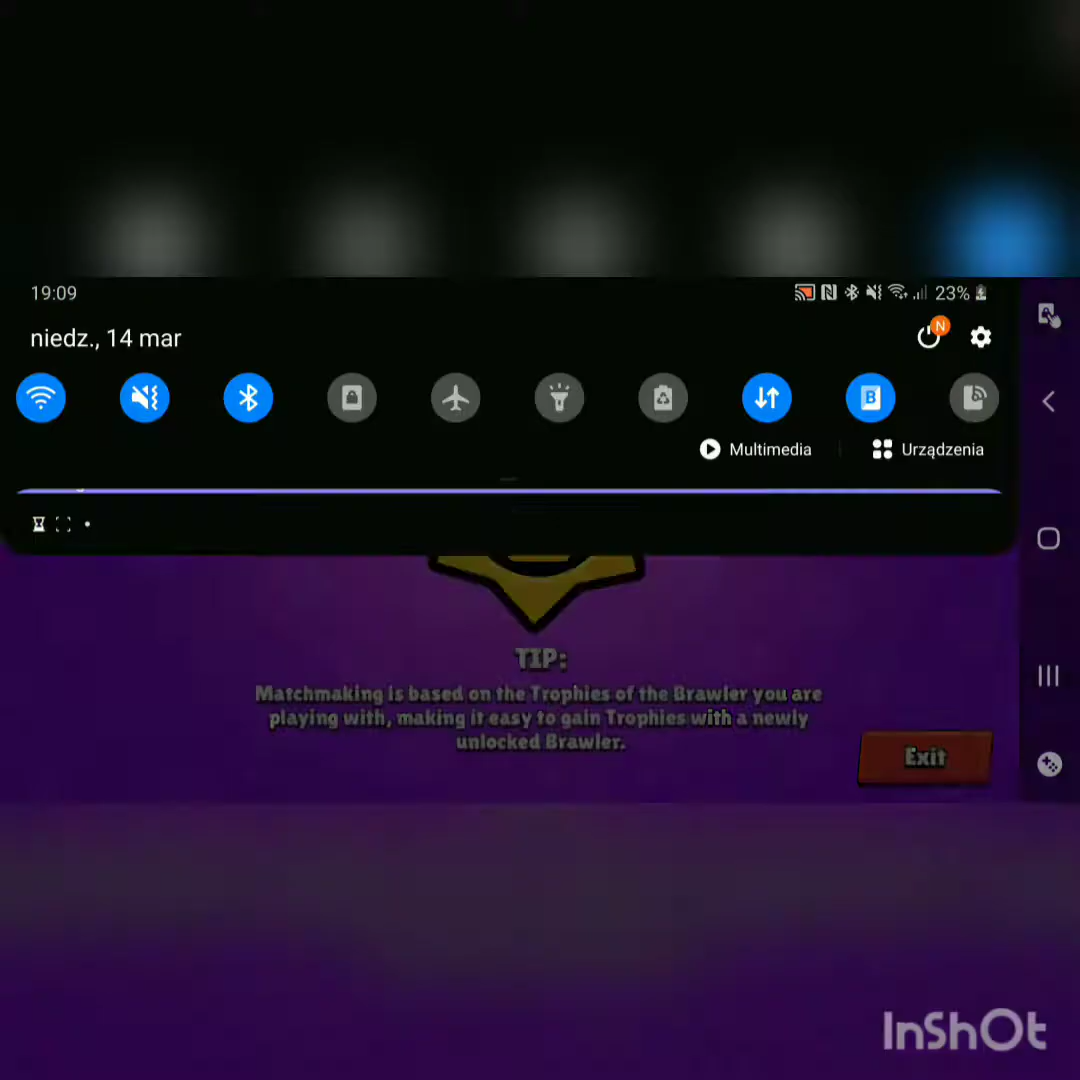 19:09
23%
niedz., 14 mar
N
B
Multimedia
Urządzenia
TIP:
Matchmaking is based on the Trophies of the Brawler you are
playing with, making it easy to gain Trophies with a newly
unlocked Brawler.
Exit
InShOt